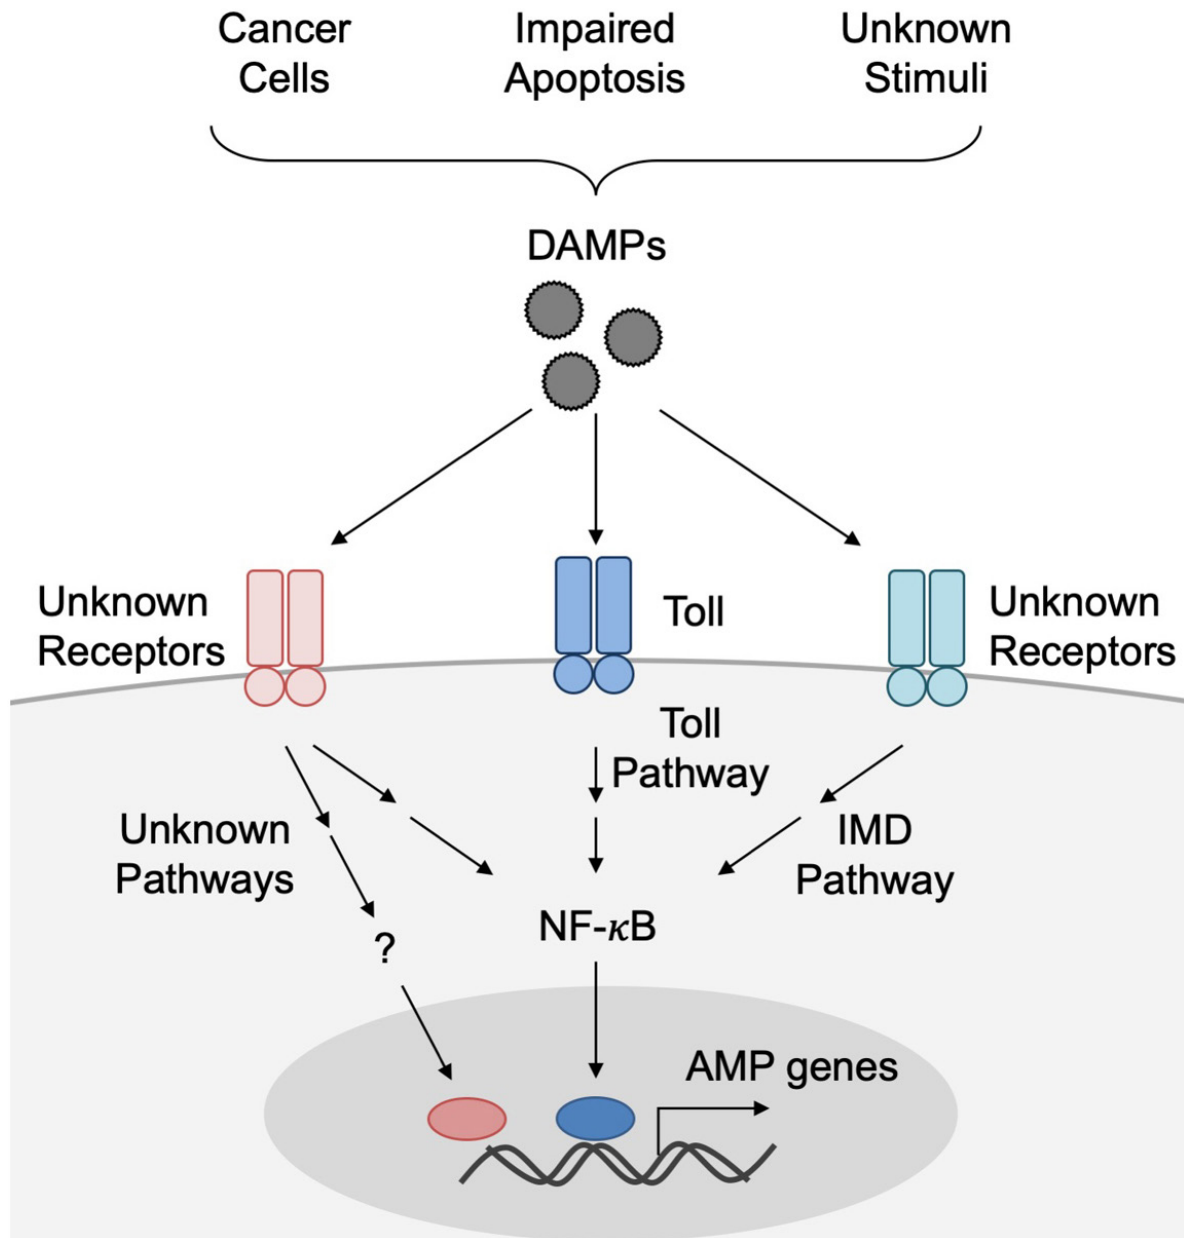 Cancer
Cells
Impaired
Apoptosis
Unknown
Stimuli
DAMPs
Unknown
Receptors
Toll
Unknown
Receptors
Toll
Pathway
Unknown
Pathways
IMD
Pathway
?
NF-κB
AMP genes